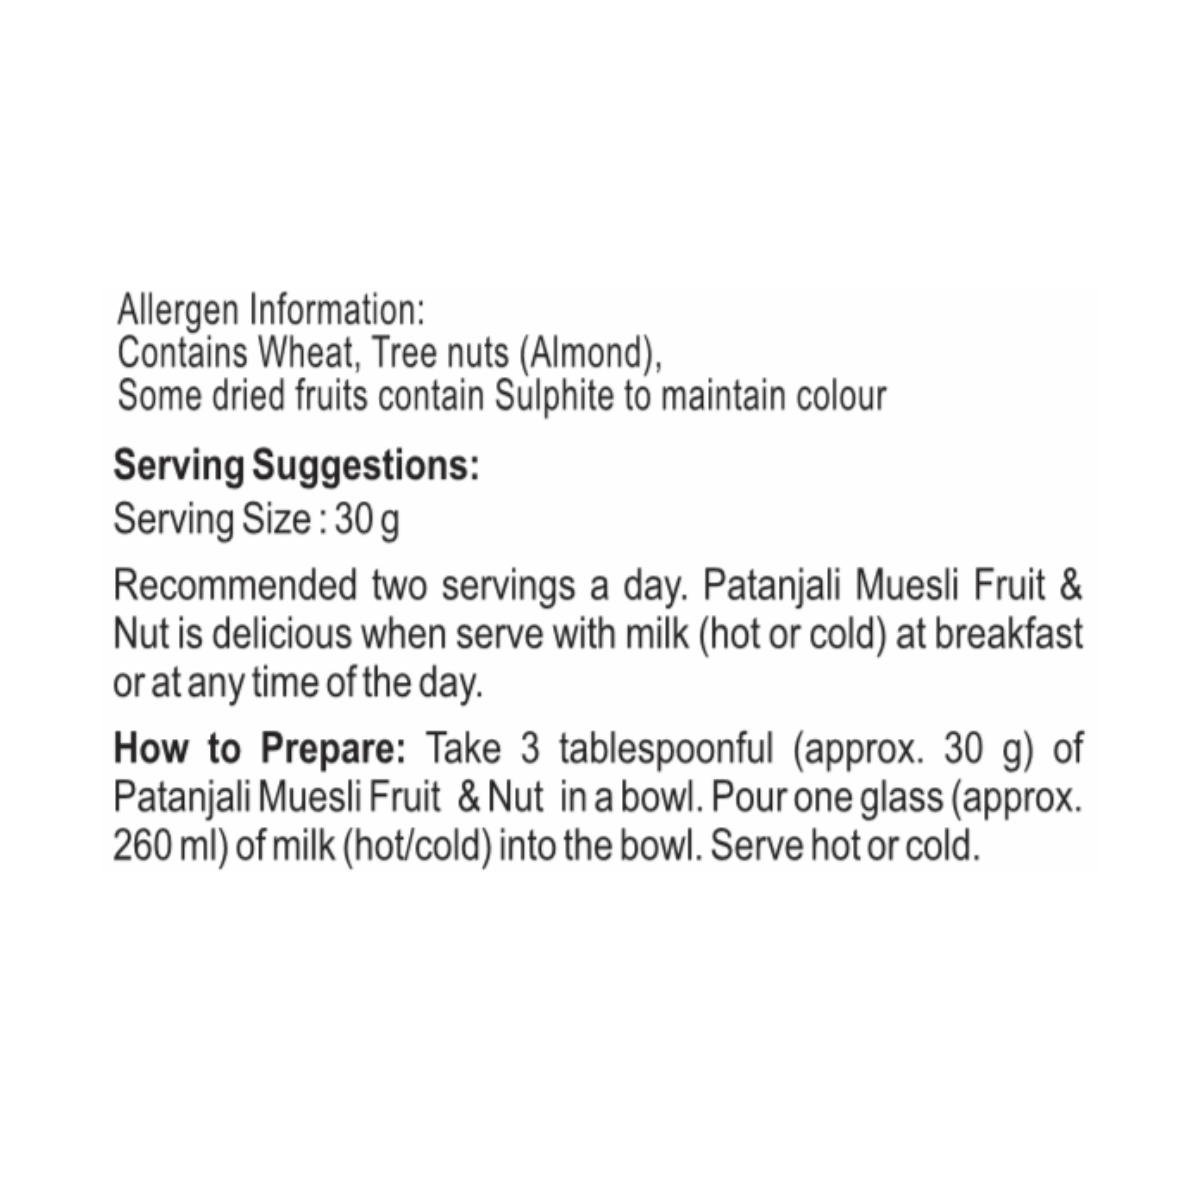 Allergen Information:
Contains Wheat, Tree nuts (Almond),
Some dried fruits contain Sulphite to maintain colour
Serving Suggestions:
Serving Size : 30 g
Recommended two servings a day. Patanjali Muesli Fruit &
Nut is delicious when serve with milk (hot or cold) at breakfast
or at any time of the day.
How to Prepare: Take 3 tablespoonful (approx. 30 g) of
Patanjali Muesli Fruit & Nut in a bowl. Pour one glass (approx.
260 ml) of milk (hot/cold) into the bowl. Serve hot or cold.